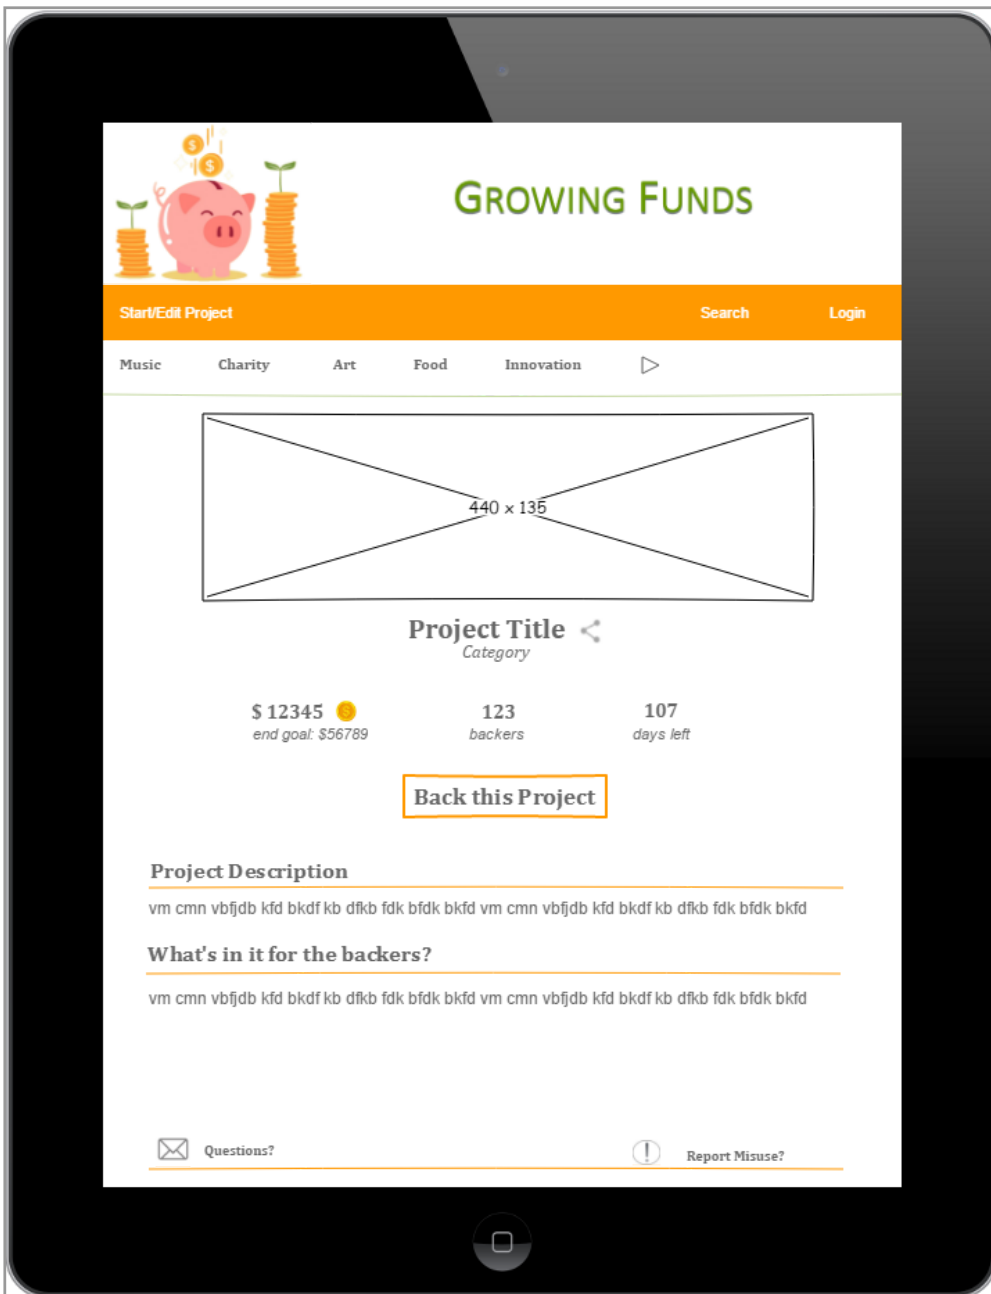 GROWING FUNDS
Start/Edit Project Search Login
Music Charity Art Food Innovation
440 x 135
Project Title
Category
$ 12345 $ 123 107
end goal: $56789 backers days left
Back this Project
Project Description
vm cmn vbfjdb kfd bkdf kb dfkb fdk bfdk bkfd vm cmn vbfjdb kfd bkdf kb dfkb fdk bfdk bkfd
What's in it for the backers?
vm cmn vbfjdb kfd bkdf kb dfkb fdk bfdk bkfd vm cmn vbfjdb kfd bkdf kb dfkb fdk bfdk bkfd
Questions? Report Misuse?